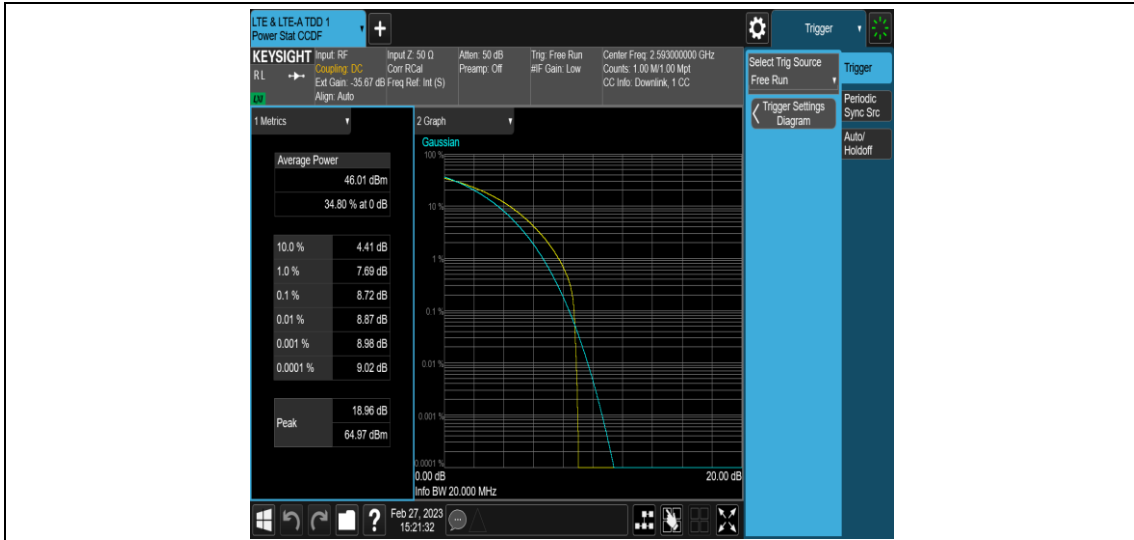 LTE & LTE-A TDD 1
Power Stat CCDF
+
Trigger
KEYSIGHT
R L
LXI
Input: RF
Coupling: DC
Ext Gain: -35.67 dB
Align: Auto
Input Z: 50 Ω
Corr RCal
Freq Ref: Int (S)
Atten: 50 dB
Preamp: Off
Trig: Free Run
#IF Gain: Low
Center Freq: 2.593000000 GHz
Counts: 1.00 M/1.00 Mpt
CC Info: Downlink, 1 CC
Select Trig Source
Free Run
Trigger Settings
Diagram
Trigger
Periodic
Sync Src
Auto/
Holdoff
1 Metrics
Average Power
46.01 dBm
34.80 % at 0 dB
10.0 % 4.41 dB
1.0 % 7.69 dB
0.1 % 8.72 dB
0.01 % 8.87 dB
0.001 % 8.98 dB
0.0001 % 9.02 dB
Peak
18.96 dB
64.97 dBm
2 Graph
Gaussian
100 %
10 %
1 %
0.1 %
0.01 %
0.001 %
0.0001 %
0.00 dB
20.00 dB
Info BW 20.000 MHz
?
Feb 27, 2023
15:21:32